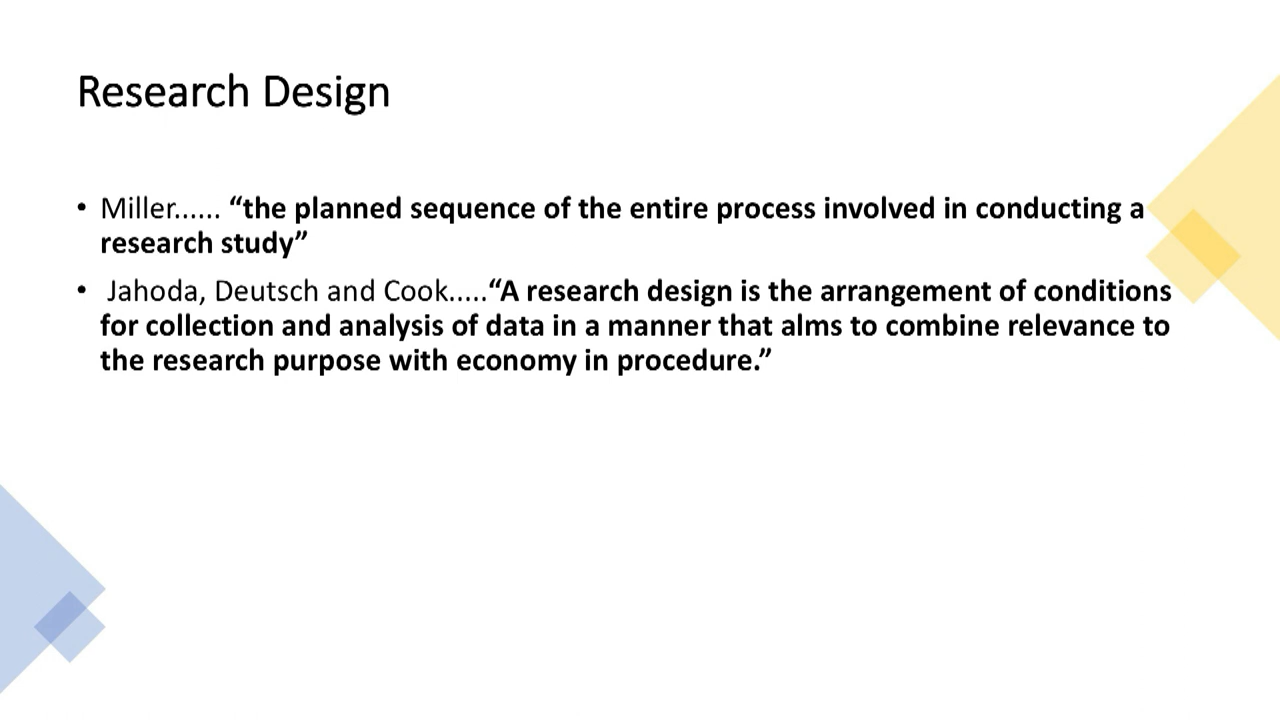 Research Design
• Miller...... “the planned sequence of the entire process involved in conducting a
research study”
• Jahoda, Deutsch and Cook.....“A research design is the arrangement of conditions
for collection and analysis of data in a manner that alms to combine relevance to
the research purpose with economy in procedure.”